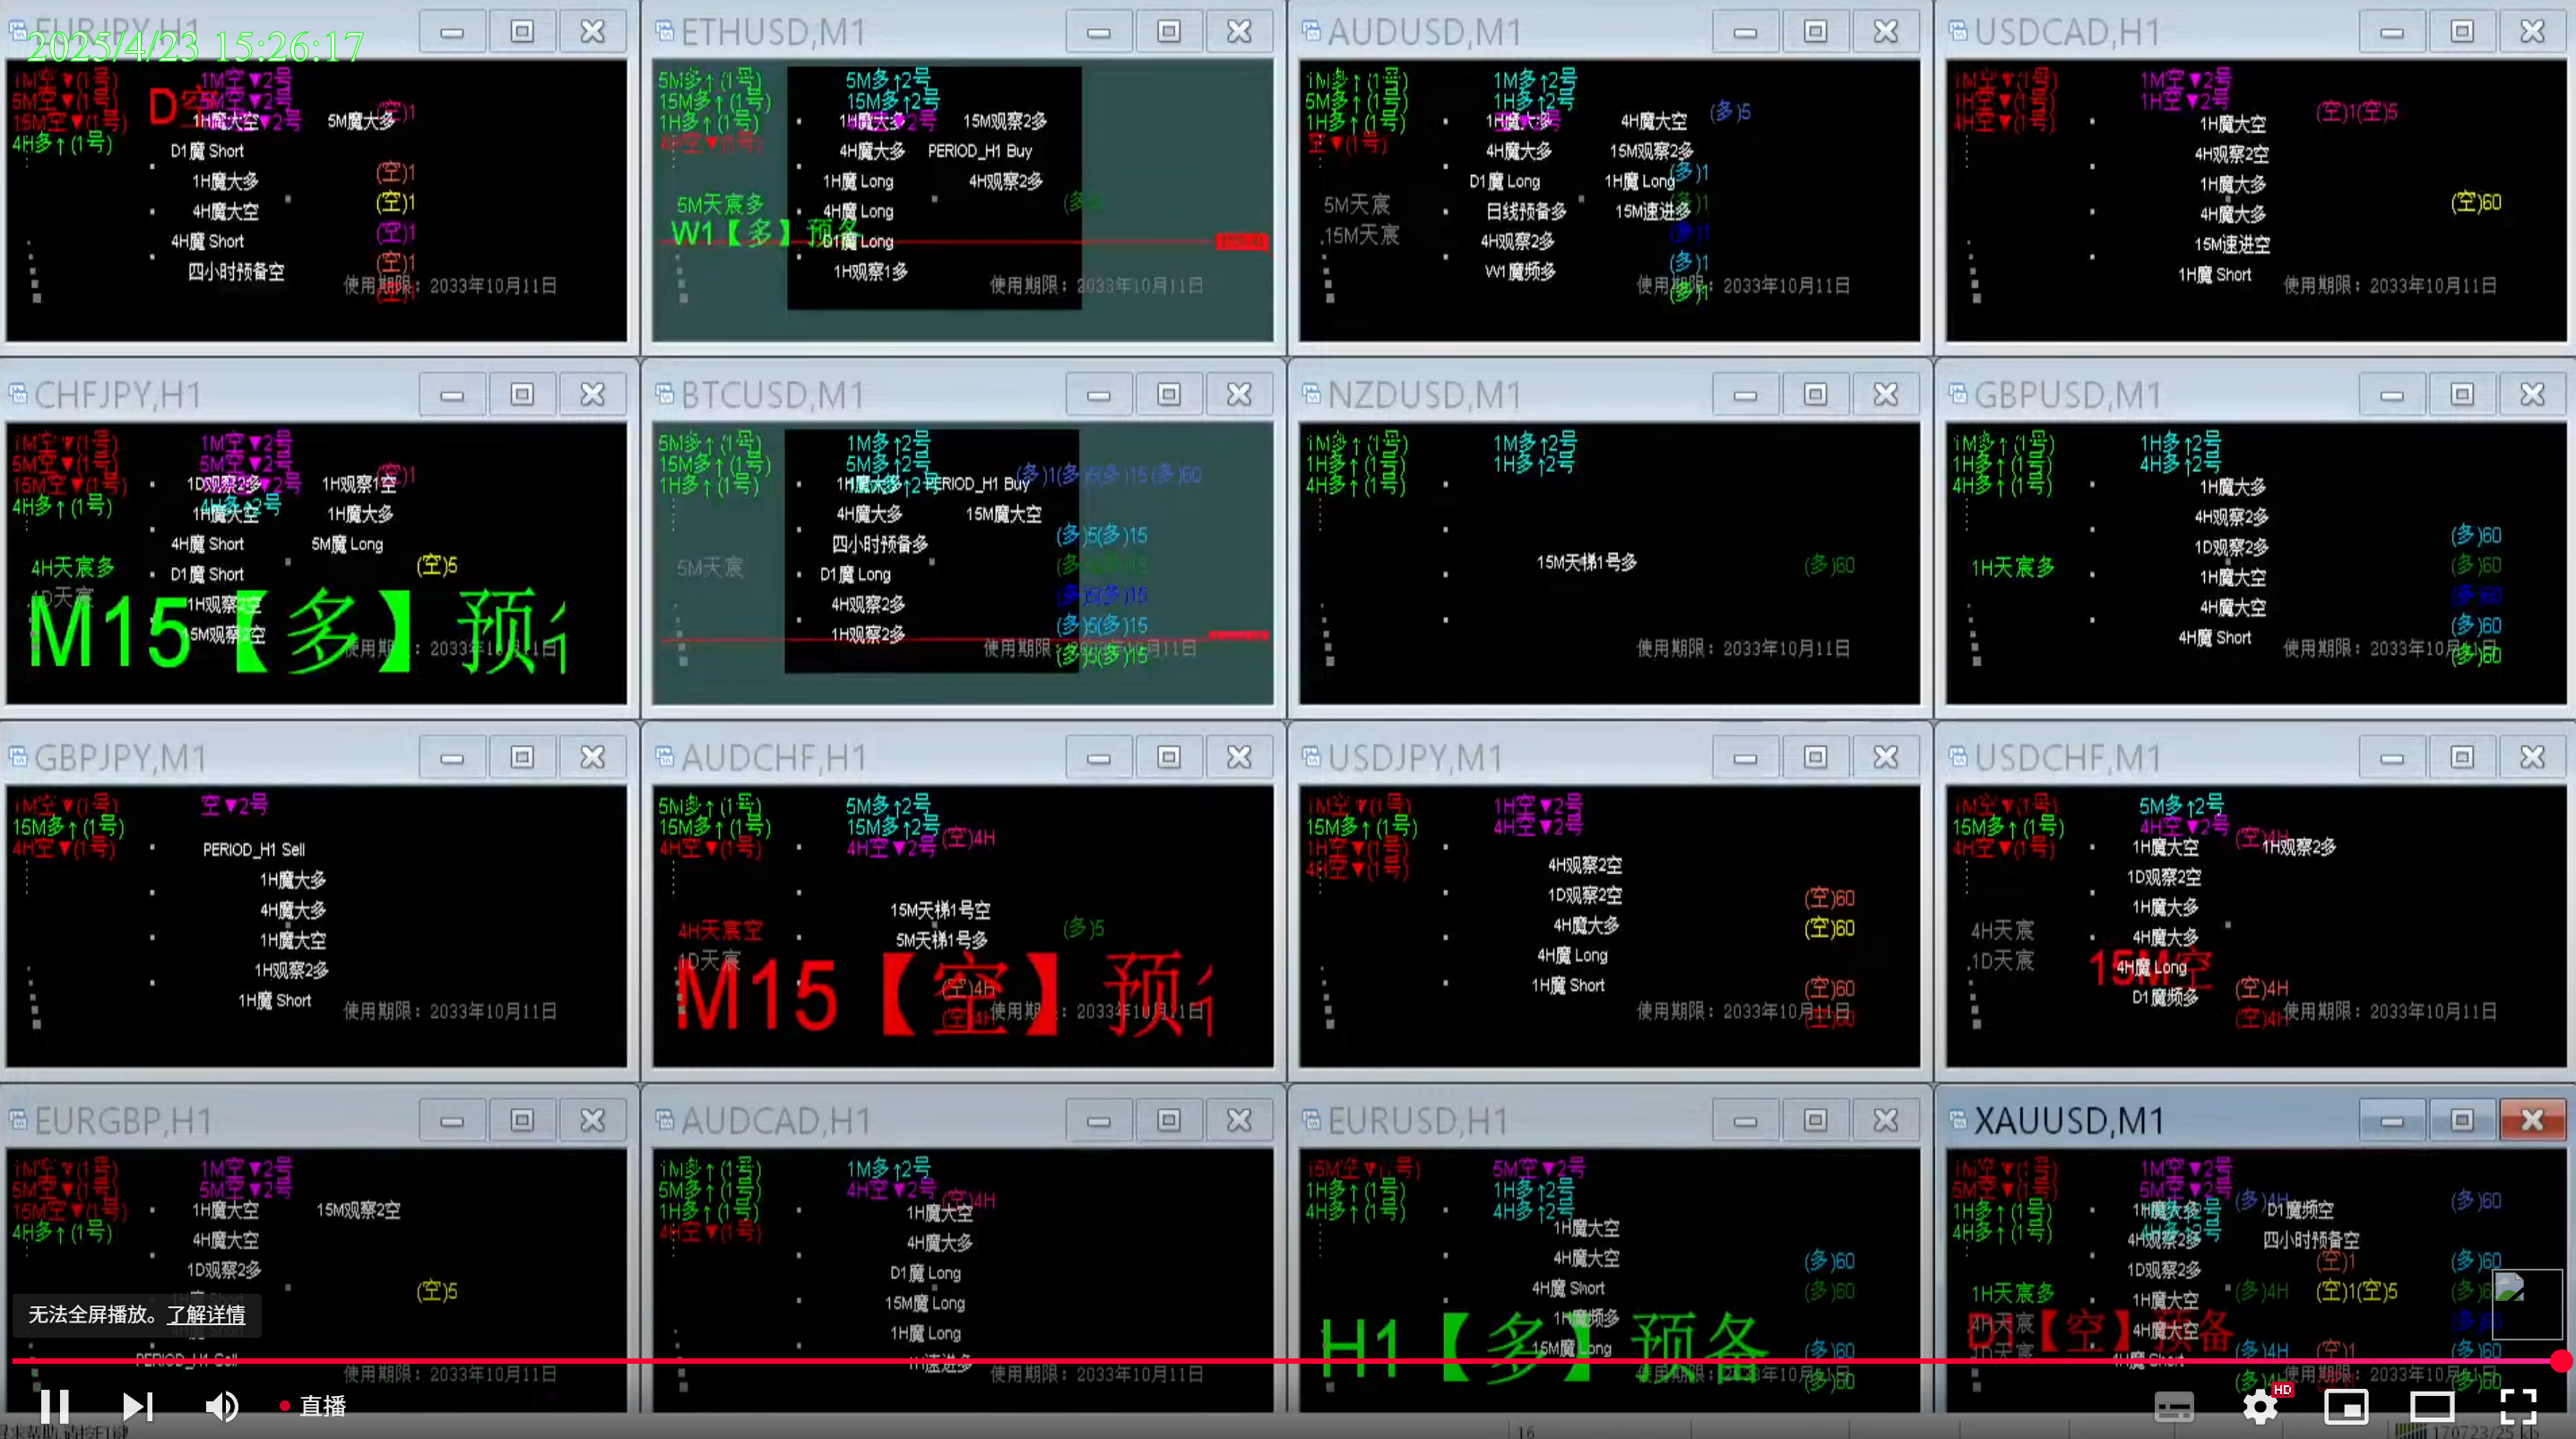 EURJPY,H1
2025/4/23 15:26:17
1M空▼(1号)
5M空▼(1号)
15M空▼(1号)
4H多↑(1号)
D空
1M空▼2号
5M空▼2号
1H魔大空
5M魔大多
(空)1
D1魔 Short
1H魔大多
(空)1
4H魔大空
(空)1
4H魔 Short
(空)1
四小时预备空
(空)1
使用期限：2033年10月11日
ETHUSD,M1
5M多↑(1号)
15M多↑(1号)
1H多↑(1号)
5M多↑2号
15M多↑2号
1H魔大多
15M观察2多
4H魔大多
PERIOD_H1 Buy
1H魔 Long
4H观察2多
5M天宸多
4H魔 Long
W1【多】预备
D1魔 Long
1H观察1多
使用期限：2033年10月11日
AUDUSD,M1
1M多↑(1号)
5M多↑(1号)
1H多↑(1号)
空▼(1号)
1M多↑2号
1H多↑2号
1H魔大多
4H魔大空
(多)5
4H魔大多
15M观察2多
D1魔 Long
1H魔 Long
(多)1
5M天宸
日线预备多
15M速进多
15M天宸
4H观察2多
(多)1
W1魔频多
(多)1
使用期限：2033年10月11日
USDCAD,H1
1M空▼(1号)
1H空▼(1号)
4H空▼(1号)
1M空▼2号
1H空▼2号
(空)1(空)5
1H魔大空
4H观察2空
1H魔大多
(空)60
4H魔大多
15M速进空
1H魔 Short
使用期限：2033年10月11日
CHFJPY,H1
1M空▼(1号)
5M空▼(1号)
15M空▼(1号)
4H多↑(1号)
1M空▼2号
5M空▼2号
4H多↑2号
1D观察2多
1H观察1空
1H魔大空
1H魔大多
4H魔 Short
5M魔 Long
(空)5
4H天宸多
1D天宸
D1魔 Short
1H观察2空
15M观察2空
M15【多】预
BTCUSD,M1
5M多↑(1号)
15M多↑(1号)
1H多↑(1号)
1M多↑2号
5M多↑2号
1H魔大多
PERIOD_H1 Buy
(多)1(多)5(多)15(多)60
4H魔大多
15M魔大空
四小时预备多
(多)5(多)15
5M天宸
D1魔 Long
4H观察2多
(多)5(多)15
1H观察2多
(多)5(多)15
(多)5(多)15
NZDUSD,M1
1M多↑(1号)
1H多↑(1号)
4H多↑(1号)
1M多↑2号
1H多↑2号
15M天梯1号多
(多)60
使用期限：2033年10月11日
GBPUSD,M1
1M多↑(1号)
1H多↑(1号)
4H多↑(1号)
1H多↑2号
4H多↑2号
1H魔大多
4H观察2多
1D观察2多
(多)60
1H天宸多
1H魔大空
(多)60
4H魔大空
(多)60
4H魔 Short
(多)60
(多)60
使用期限：2033年10月11日
GBPJPY,M1
1M空▼(1号)
15M多↑(1号)
4H空▼(1号)
空▼2号
PERIOD_H1 Sell
1H魔大多
4H魔大多
1H魔大空
1H观察2多
1H魔 Short
使用期限：2033年10月11日
AUDCHF,H1
5M多↑(1号)
15M多↑(1号)
4H空▼(1号)
5M多↑2号
15M多↑2号
4H空▼2号
(空)4H
15M天梯1号空
4H天宸空
5M天梯1号多
(多)5
1D天宸
M15【空】预
(空)4H
使用期限：2033年10月11日
USDJPY,M1
1M空▼(1号)
15M多↑(1号)
1H空▼(1号)
4H空▼(1号)
1H空▼2号
4H空▼2号
4H观察2空
1D观察2空
(空)60
4H魔大多
(空)60
4H魔 Long
1H魔 Short
(空)60
使用期限：2033年10月11日
USDCHF,M1
1M空▼(1号)
15M多↑(1号)
4H空▼(1号)
5M多↑2号
4H空▼2号
(空)4H
1H魔大空
1H观察2多
1D观察2空
1H魔大多
4H天宸
4H魔大多
1D天宸
15M空
4H魔 Long
D1魔频多
(空)4H
(空)4H
使用期限：2033年10月11日
EURGBP,H1
1M空▼(1号)
5M空▼(1号)
15M空▼(1号)
4H多↑(1号)
1M空▼2号
5M空▼2号
1H魔大空
15M观察2空
4H魔大空
1D观察2多
(空)5
PERIOD_H1 Sell
使用期限：2033年10月11日
AUDCAD,H1
1M多↑(1号)
5M多↑(1号)
1H多↑(1号)
4H空▼(1号)
1M多↑2号
4H空▼2号
(空)4H
1H魔大空
4H魔大多
D1魔 Long
15M魔 Long
1H魔 Long
1H速进多
使用期限：2033年10月11日
EURUSD,H1
1H多↑(1号)
4H多↑(1号)
5M空▼2号
1H多↑2号
4H多↑2号
1H魔大空
4H魔大空
(多)60
4H魔 Short
(多)60
1H魔频多
15M魔 Long
(多)60
H1【多】预备
XAUUSD,M1
1M空▼(1号)
5M空▼(1号)
1H多↑(1号)
4H多↑(1号)
1M空▼2号
5M空▼2号
(多)4H
(多)60
1H魔大多
D1魔频空
4H观察2多
四小时预备空
1D观察2多
(空)1
(多)60
1H天宸多
1H魔大空
(多)4H
(空)1(空)5
4H天宸
4H魔大空
D1【空】预备
(多)4H
(空)1
(多)60
无法全屏播放。了解详情
直播
HD
16
170723/25 kb